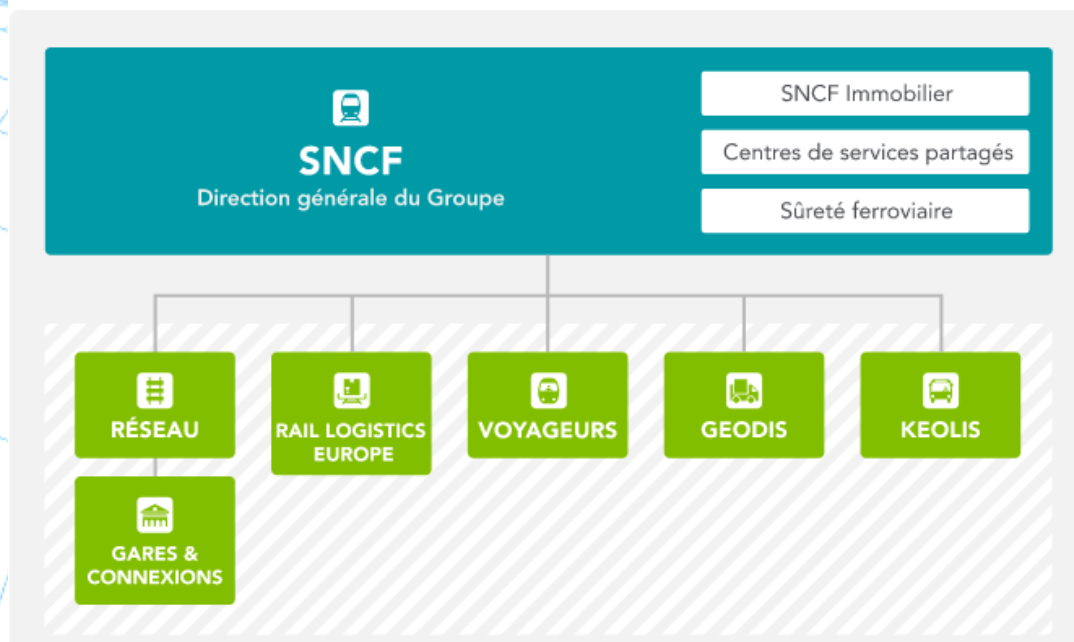 SNCF
Direction générale du Groupe
SNCF Immobilier
Centres de services partagés
Sûreté ferroviaire
RÉSEAU
RAIL LOGISTICS
EUROPE
VOYAGEURS
GEODIS
KEOLIS
GARES &
CONNEXIONS